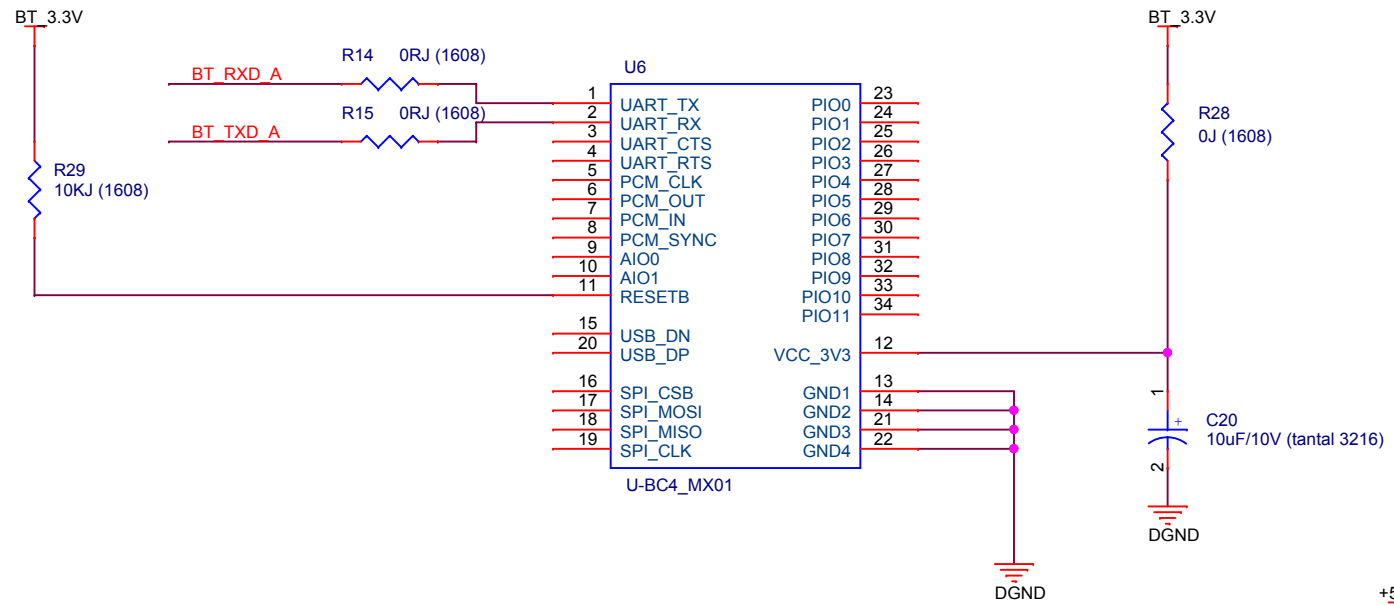 BT_3.3V
BT_3.3V
R14 0RJ (1608)
BT_RXD_A
R15 0RJ (1608)
BT_TXD_A
R29
10KJ (1608)
U6
1 UART_TX PIO0 23
2 UART_RX PIO1 24
3 UART_CTS PIO2 25
4 UART_RTS PIO3 26
5 PCM_CLK PIO4 27
6 PCM_OUT PIO5 28
7 PCM_IN PIO6 29
8 PCM_SYNC PIO7 30
9 AIO0 PIO8 31
10 AIO1 PIO9 32
11 RESETB PIO10 33
PIO11 34
15 USB_DN
20 USB_DP VCC_3V3 12
16 SPI_CSB GND1 13
17 SPI_MOSI GND2 14
18 SPI_MISO GND3 21
19 SPI_CLK GND4 22
U-BC4_MX01
R28
0J (1608)
1
+
C20
10uF/10V (tantal 3216)
2
DGND
DGND
+5